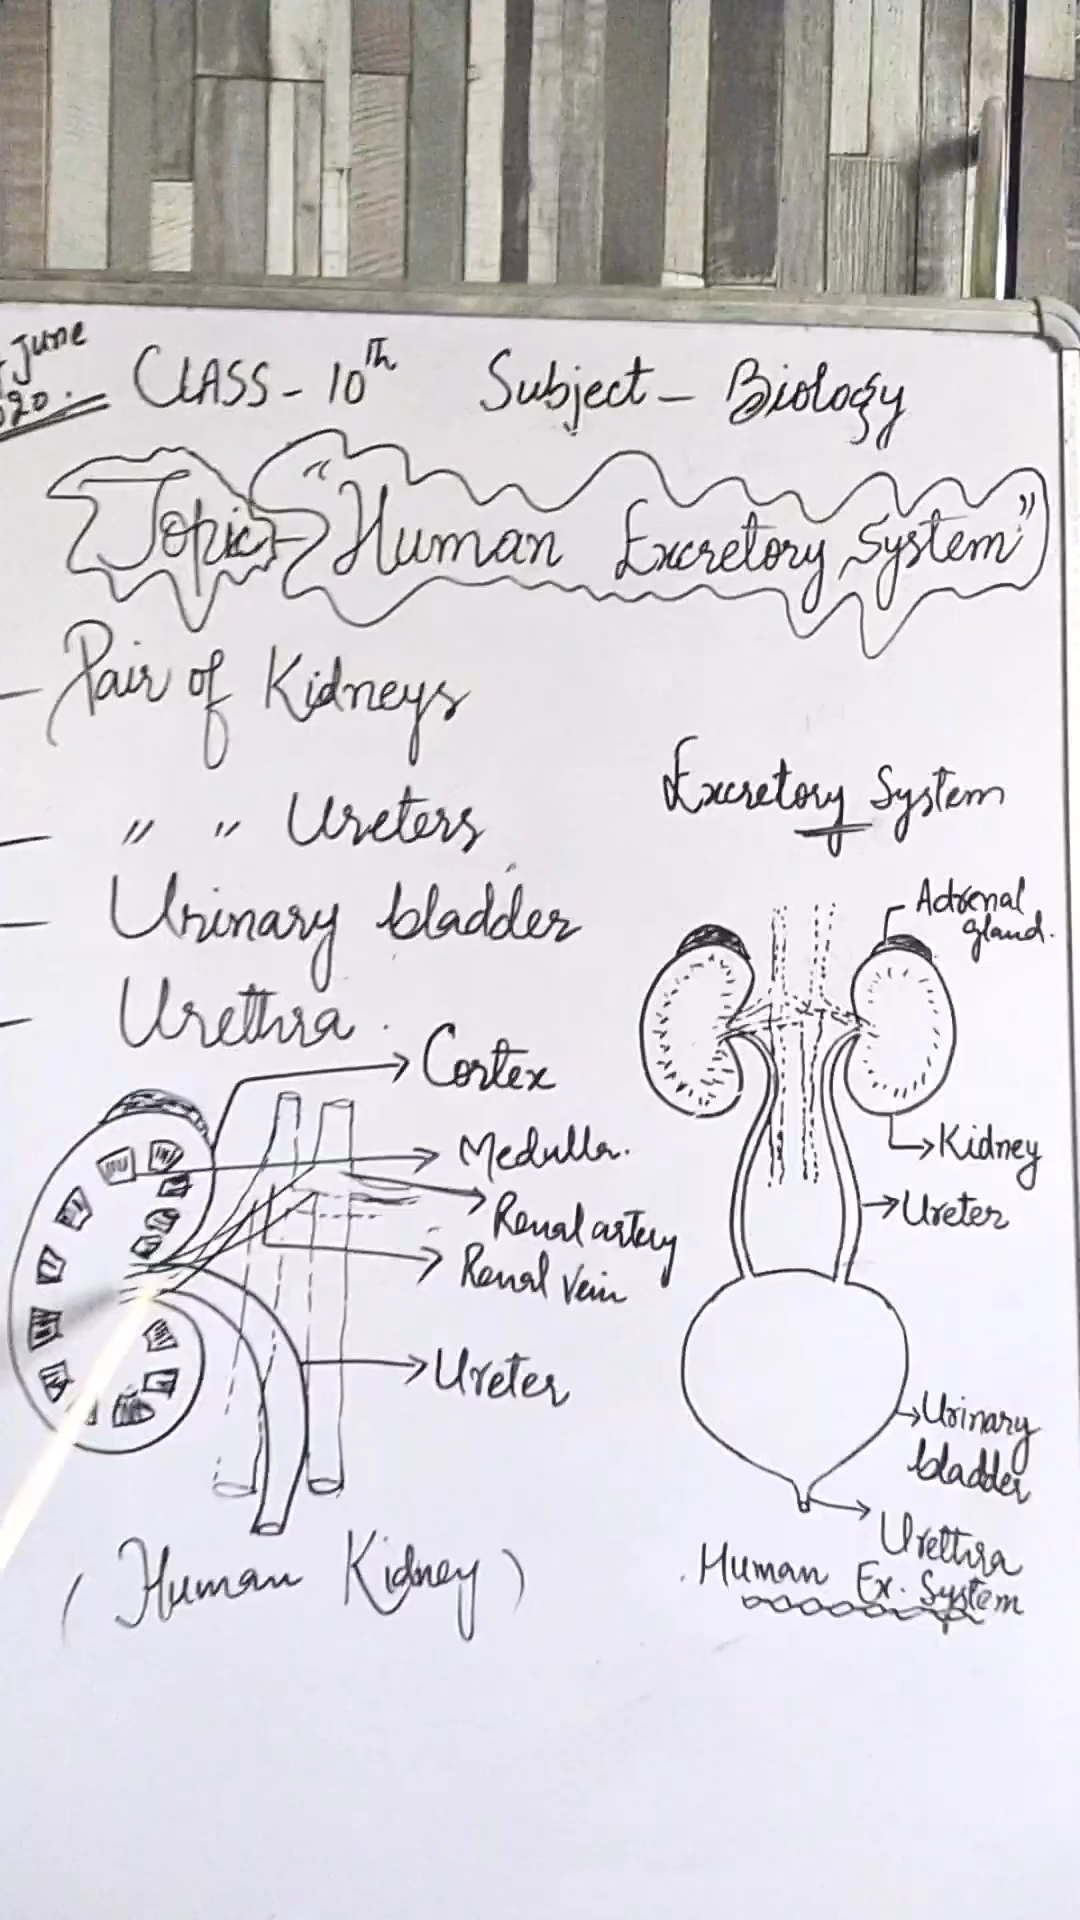 June
CLASS - 10th Subject - Biology
Topic - "Human Excretory System"
- Pair of Kidneys
- " " Ureters
- Urinary bladder
- Urethra.
Cortex
Medulla.
Renal artery
Renal Vein
Ureter
(Human Kidney)
Excretory System
Adrenal
gland.
Kidney
Ureter
Urinary
bladder
Urethra
Human Ex. System